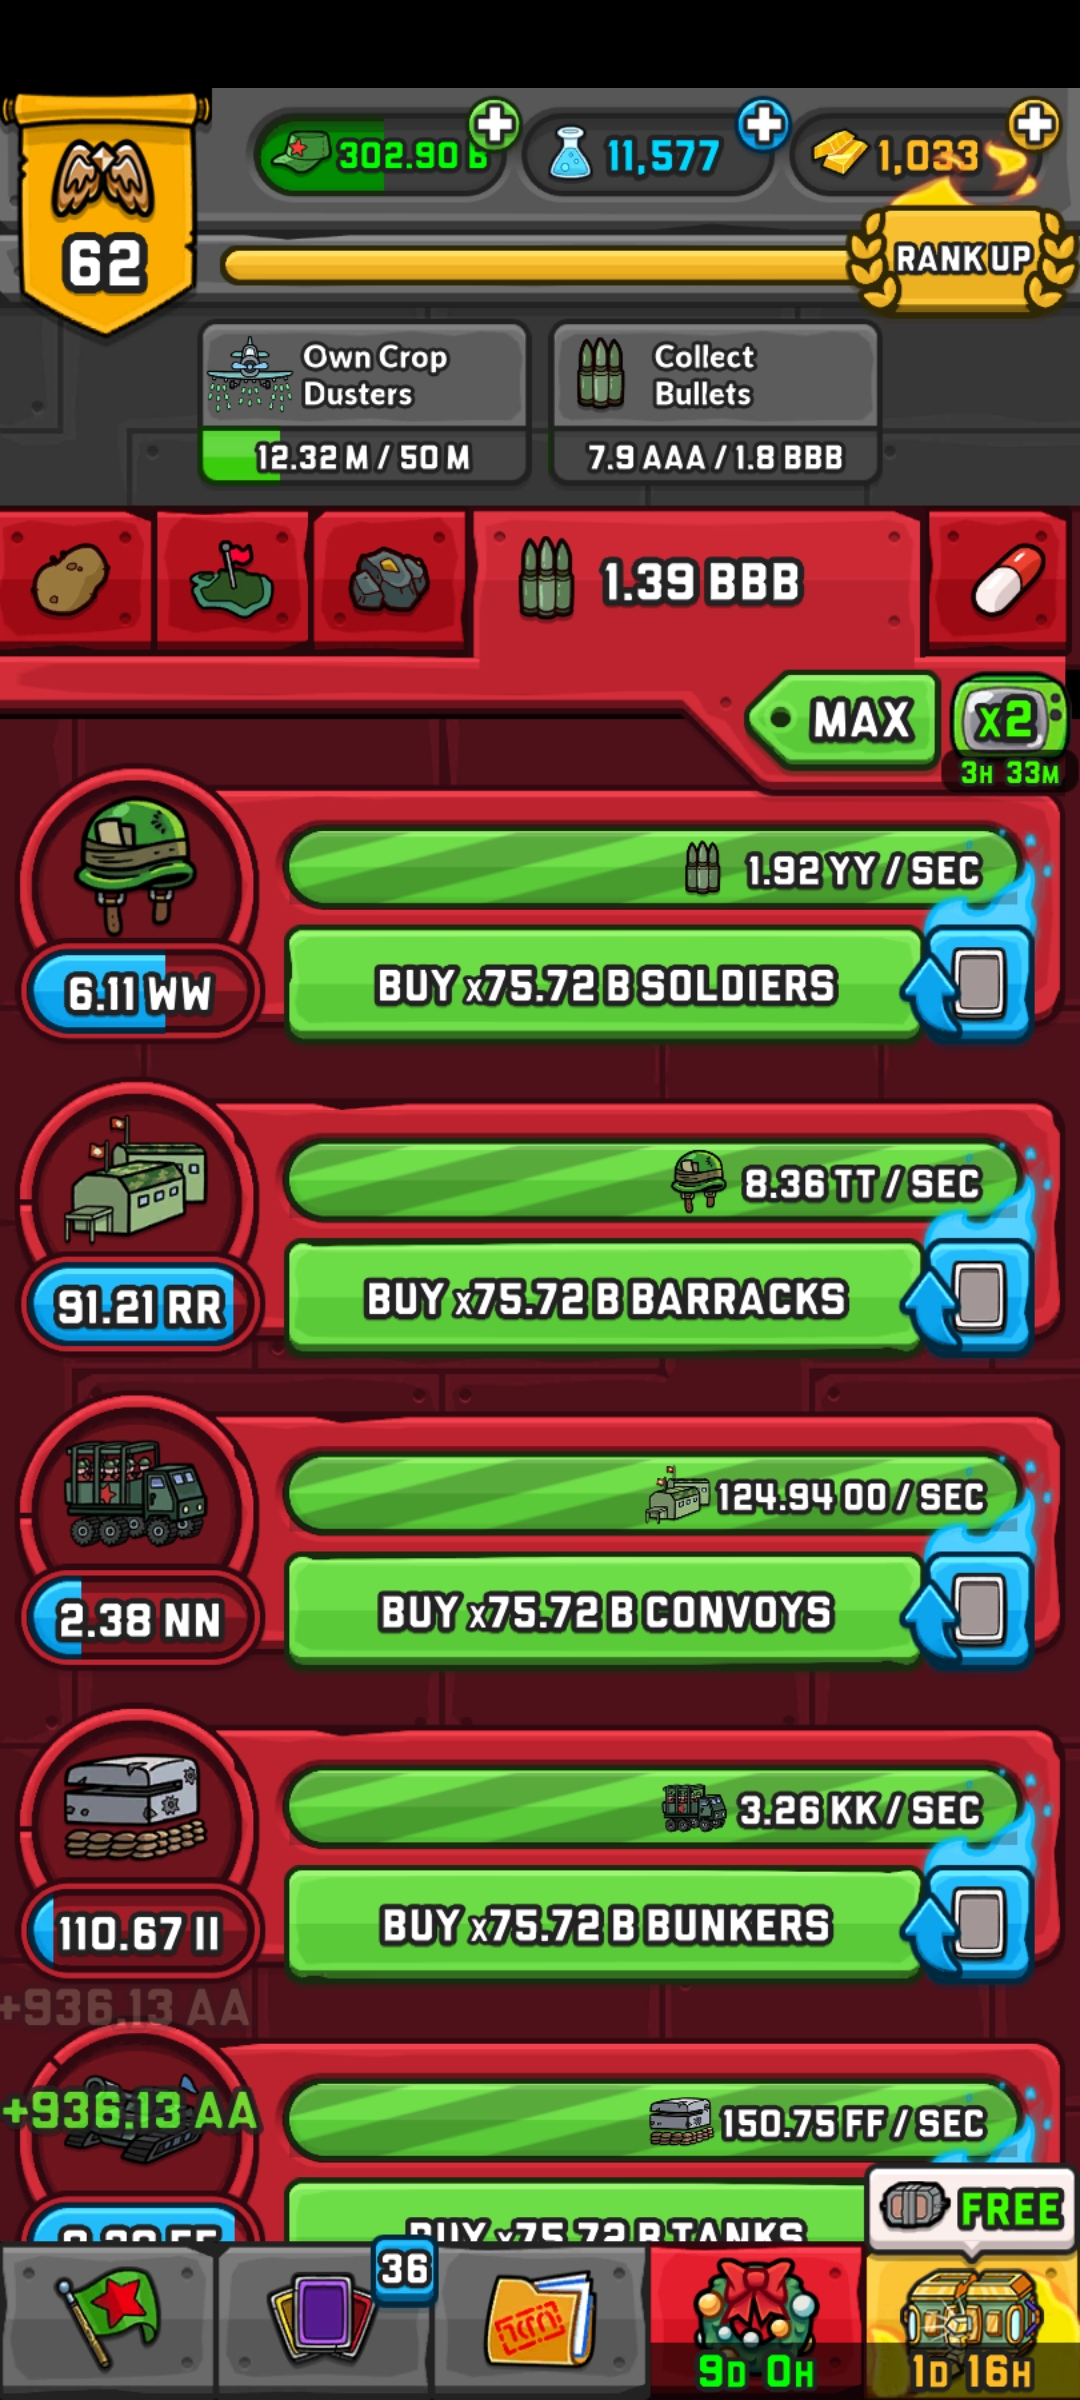 302.90 B
11,577
1,033
62
RANK UP
Own Crop
Dusters
12.32 M / 50 M
Collect
Bullets
7.9 AAA / 1.8 BBB
1.39 BBB
MAX
x2
3H 33M
1.92 YY / SEC
6.11 WW
BUY x75.72 B SOLDIERS
8.36 TT / SEC
91.21 RR
BUY x75.72 B BARRACKS
124.94 OO / SEC
2.38 NN
BUY x75.72 B CONVOYS
3.26 KK / SEC
110.67 II
BUY x75.72 B BUNKERS
+936.13 AA
+936.13 AA
150.75 FF / SEC
BUY x75.72 B TANKS
FREE
36
9D 0H
1D 16H